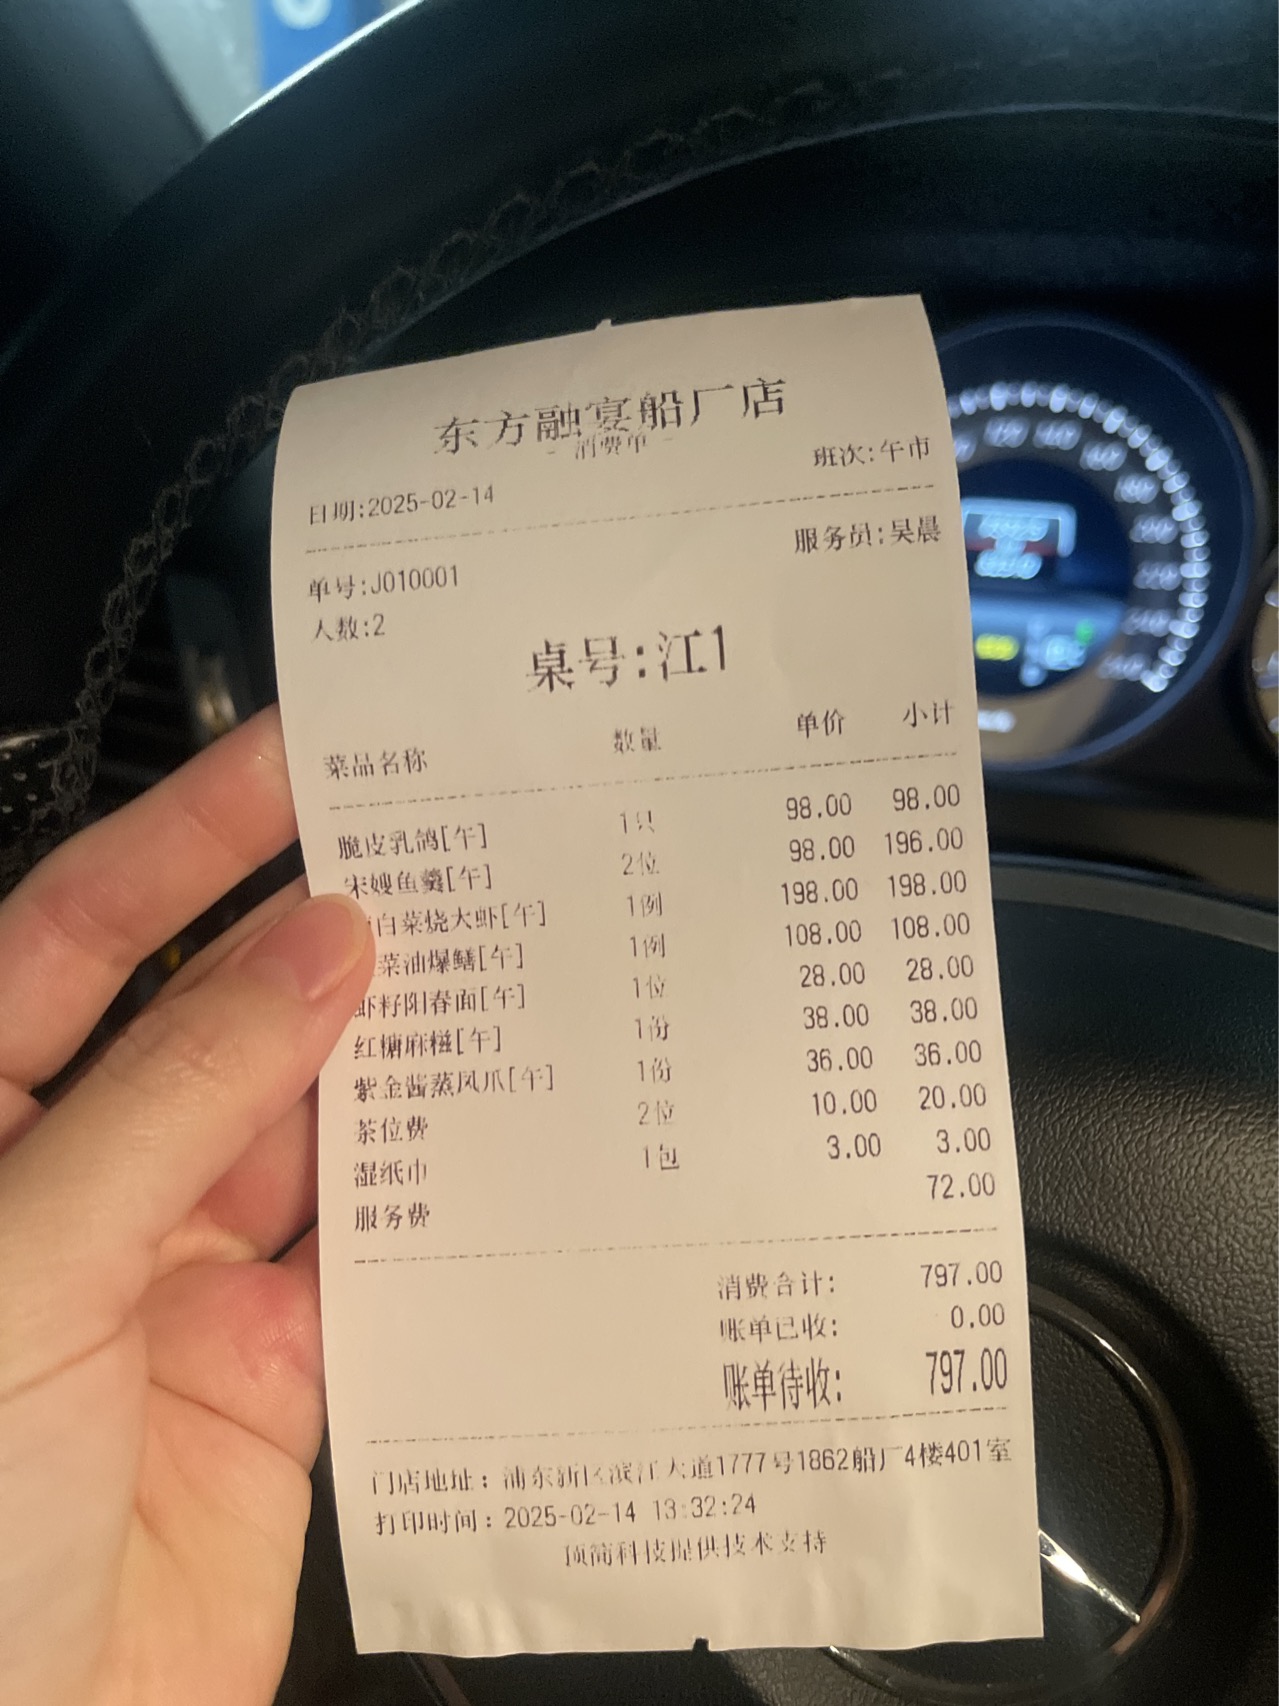 东方融宴船厂店
- 消费单 -
班次:午市
日期:2025-02-14
服务员:吴晨
单号:J010001
人数:2
桌号:江1
菜品名称 数量 单价 小计
脆皮乳鸽[午] 1只 98.00 98.00
宋嫂鱼羹[午] 2位 98.00 196.00
白菜烧大虾[午] 1例 198.00 198.00
菜油爆鳝[午] 1例 108.00 108.00
虾籽阳春面[午] 1位 28.00 28.00
红糖麻糍[午] 1份 38.00 38.00
紫金酱蒸凤爪[午] 1份 36.00 36.00
茶位费 2位 10.00 20.00
湿纸巾 1包 3.00 3.00
服务费 72.00
消费合计: 797.00
账单已收: 0.00
账单待收: 797.00
门店地址：浦东新区滨江大道1777号1862船厂4楼401室
打印时间：2025-02-14 13:32:24
顶简科技提供技术支持